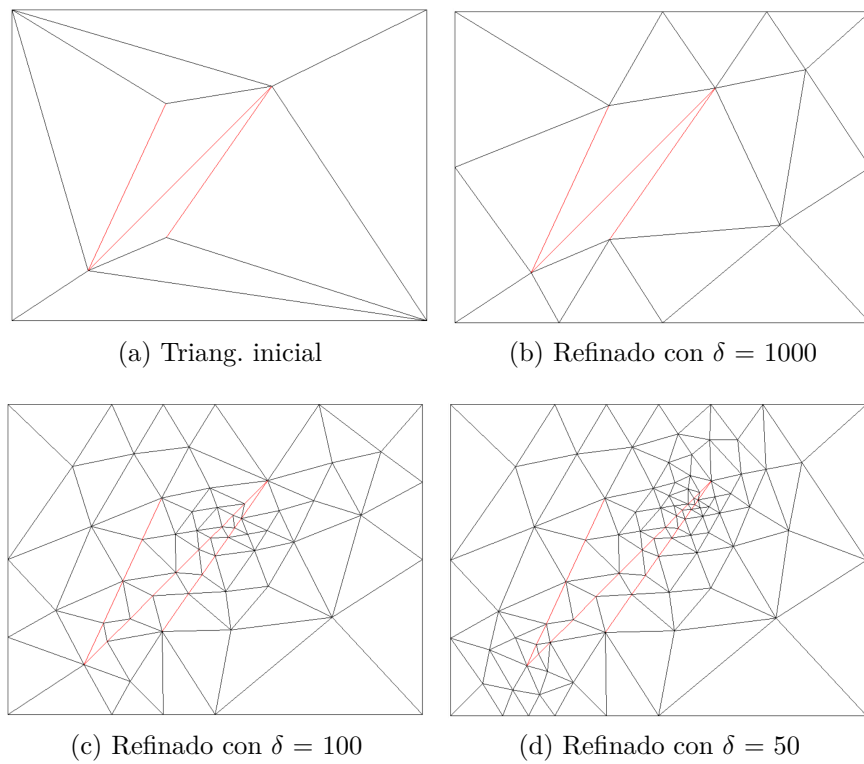 (a) Triang. inicial
(b) Refinado con δ = 1000
(c) Refinado con δ = 100
(d) Refinado con δ = 50